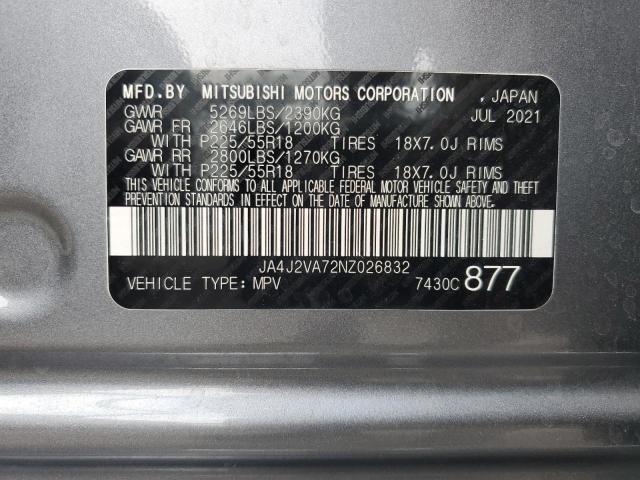 MFD.BY MITSUBISHI MOTORS CORPORATION , JAPAN
GVWR 5269LBS/2390KG JUL 2021
GAWR FR 2646LBS/1200KG
WITH P225/55R18 TIRES 18X7.0J RIMS
GAWR RR 2800LBS/1270KG
WITH P225/55R18 TIRES 18X7.0J RIMS
THIS VEHICLE CONFORMS TO ALL APPLICABLE FEDERAL MOTOR VEHICLE SAFETY AND THEFT
PREVENTION STANDARDS IN EFFECT ON THE DATE OF MANUFACTURE SHOWN ABOVE.
JA4J2VA72NZ026832
VEHICLE TYPE: MPV 7430C 877